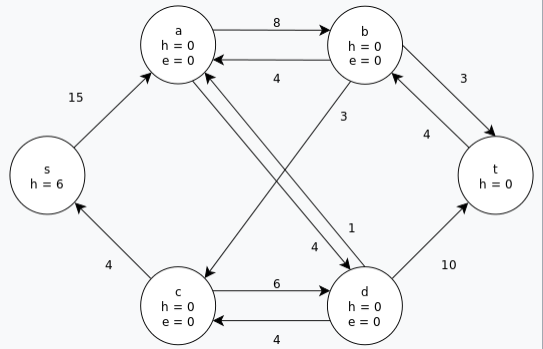 a
h = 0
e = 0
8
b
h = 0
e = 0
4
3
15
3
4
s
h = 6
t
h = 0
1
4
4
10
c
h = 0
e = 0
6
d
h = 0
e = 0
4